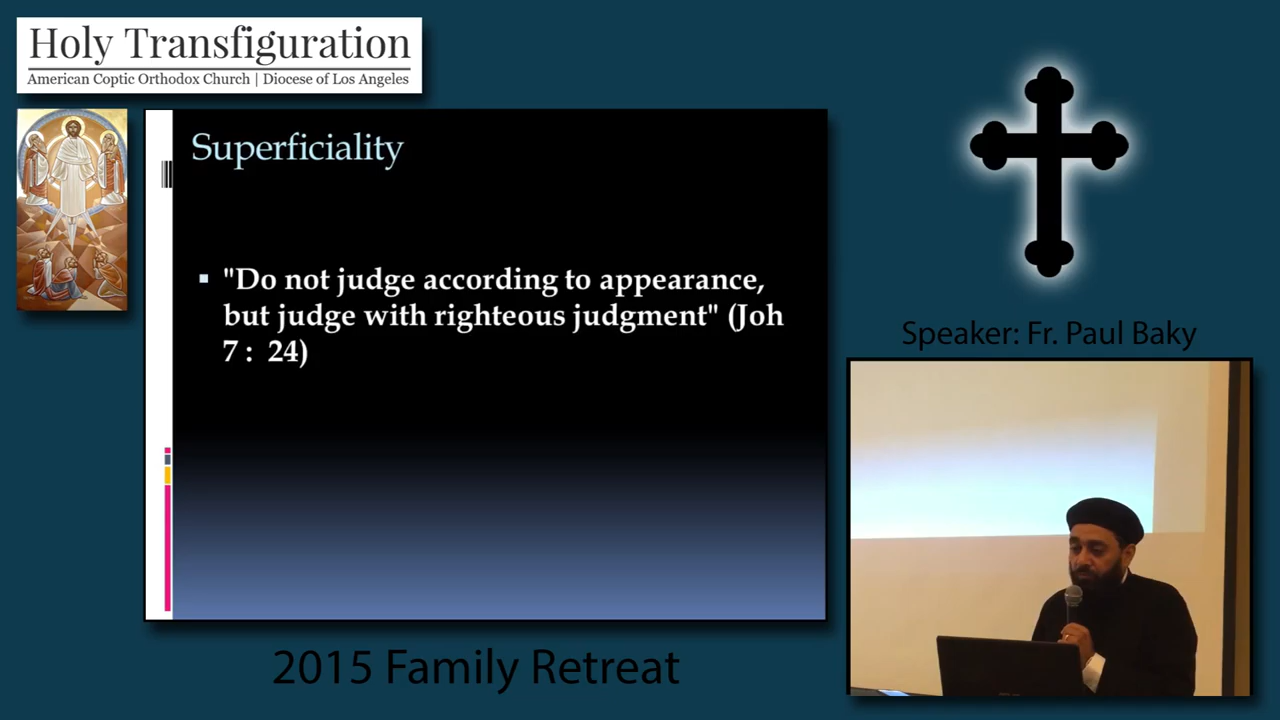 Holy Transfiguration
American Coptic Orthodox Church | Diocese of Los Angeles
Superficiality
"Do not judge according to appearance,
but judge with righteous judgment" (Joh
7 : 24)
Speaker: Fr. Paul Baky
2015 Family Retreat